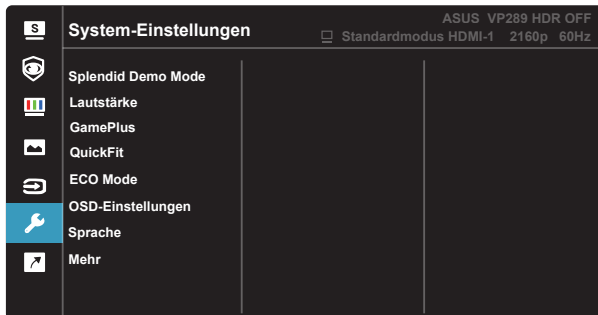 S
System-Einstellungen
ASUS VP289 HDR OFF
Standardmodus HDMI-1 2160p 60Hz
Splendid Demo Mode
Lautstärke
GamePlus
QuickFit
ECO Mode
OSD-Einstellungen
Sprache
Mehr